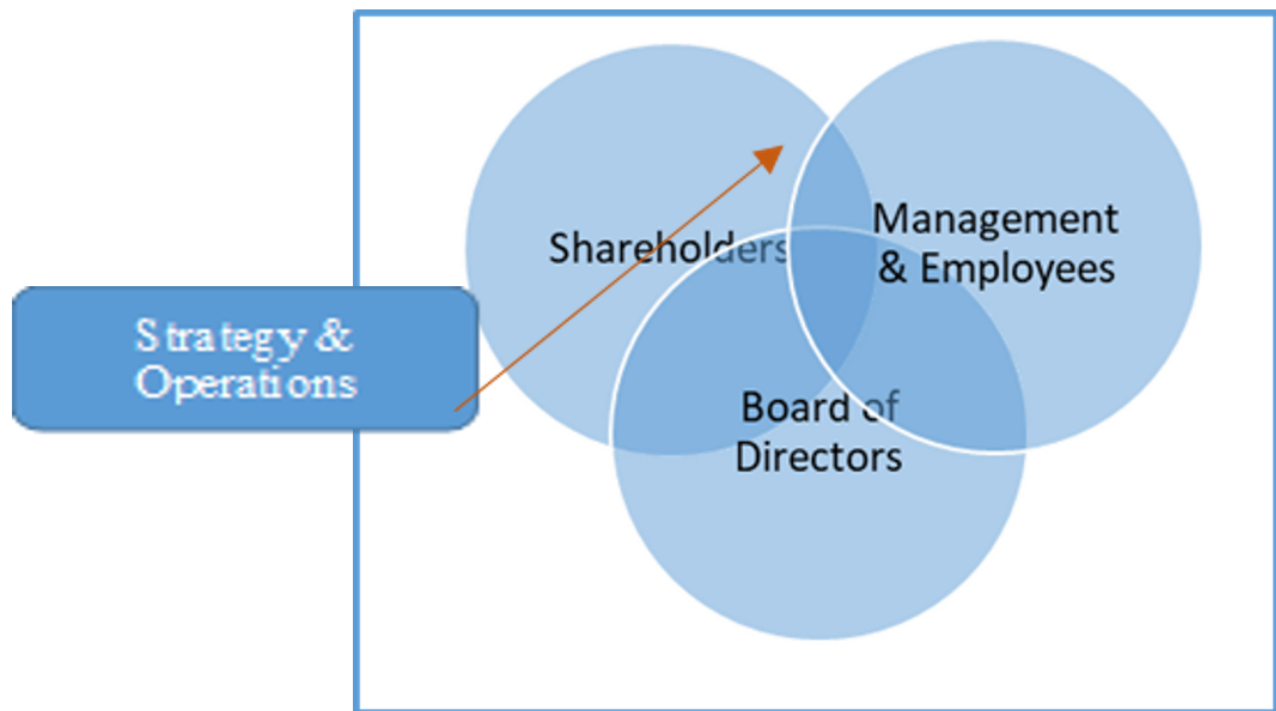 Shareholders
Management
& Employees
Strategy &
Operations
Board of
Directors